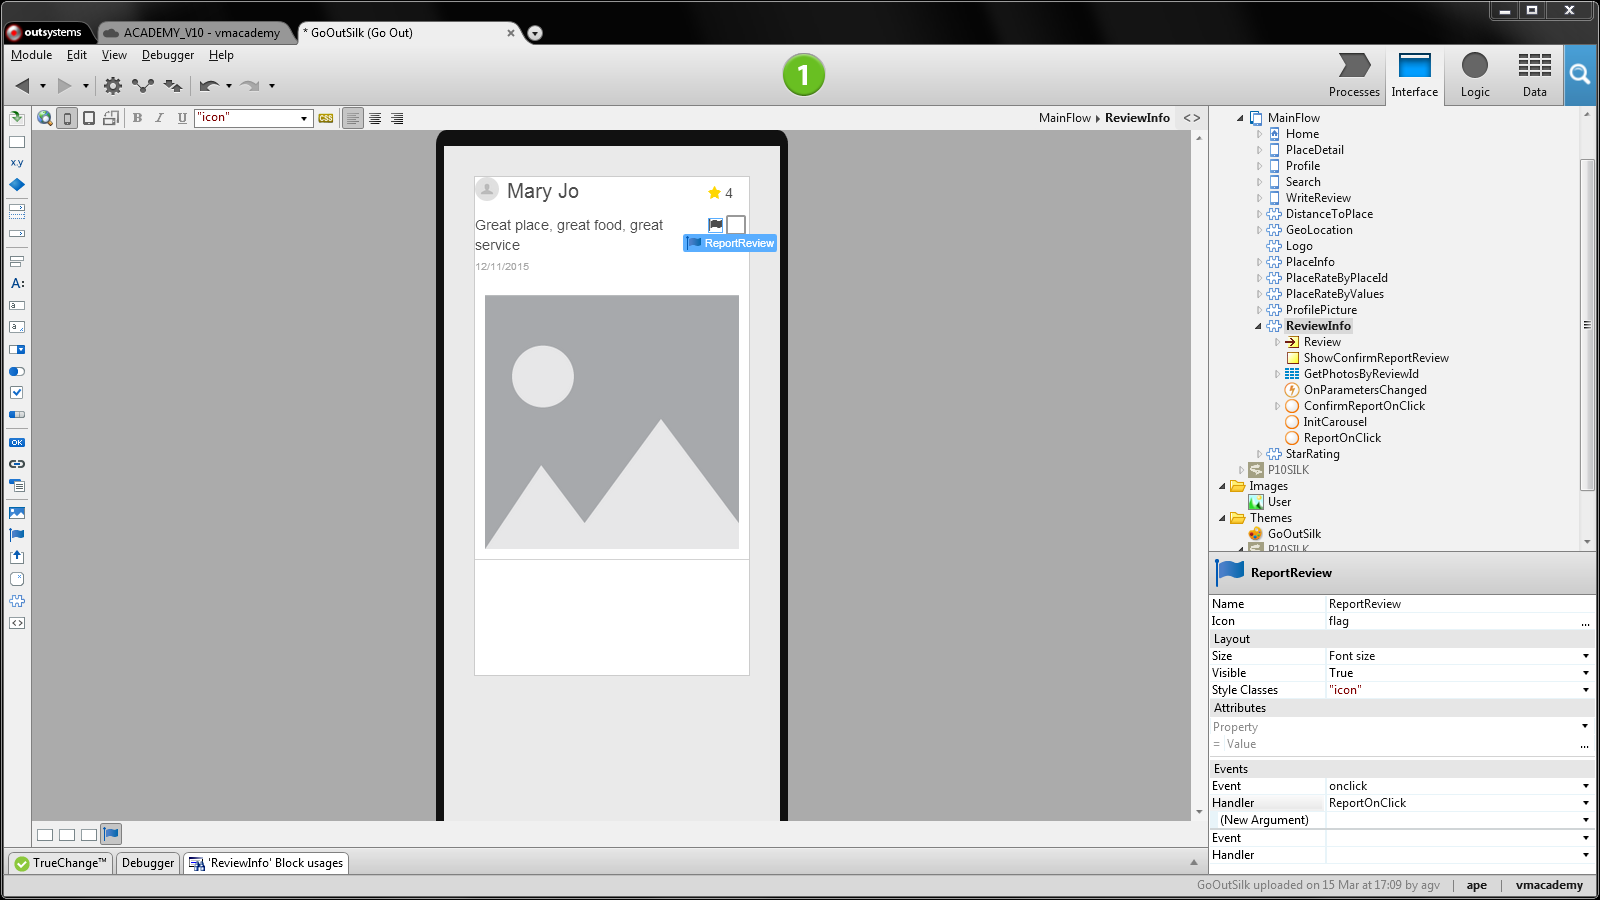 outsystems
ACADEMY_V10 - vmacademy
* GoOutSilk (Go Out)
Module Edit View Debugger Help
1
Processes
Interface
Logic
Data
B I U "icon" CSS
MainFlow ReviewInfo
x.y
A:
OK
Mary Jo
4
Great place, great food, great
service
ReportReview
12/11/2015
MainFlow
Home
PlaceDetail
Profile
Search
WriteReview
DistanceToPlace
GeoLocation
Logo
PlaceInfo
PlaceRateByPlaceId
PlaceRateByValues
ProfilePicture
ReviewInfo
Review
ShowConfirmReportReview
GetPhotosByReviewId
OnParametersChanged
ConfirmReportOnClick
InitCarousel
ReportOnClick
StarRating
P10SILK
Images
User
Themes
GoOutSilk
P10SILK
ReportReview
Name ReportReview
Icon flag ...
Layout
Size Font size
Visible True
Style Classes "icon"
Attributes
Property
= Value ...
Events
Event onclick
Handler ReportOnClick
(New Argument)
Event
Handler
TrueChange™
Debugger
'ReviewInfo' Block usages
GoOutSilk uploaded on 15 Mar at 17:09 by agv | ape | vmacademy